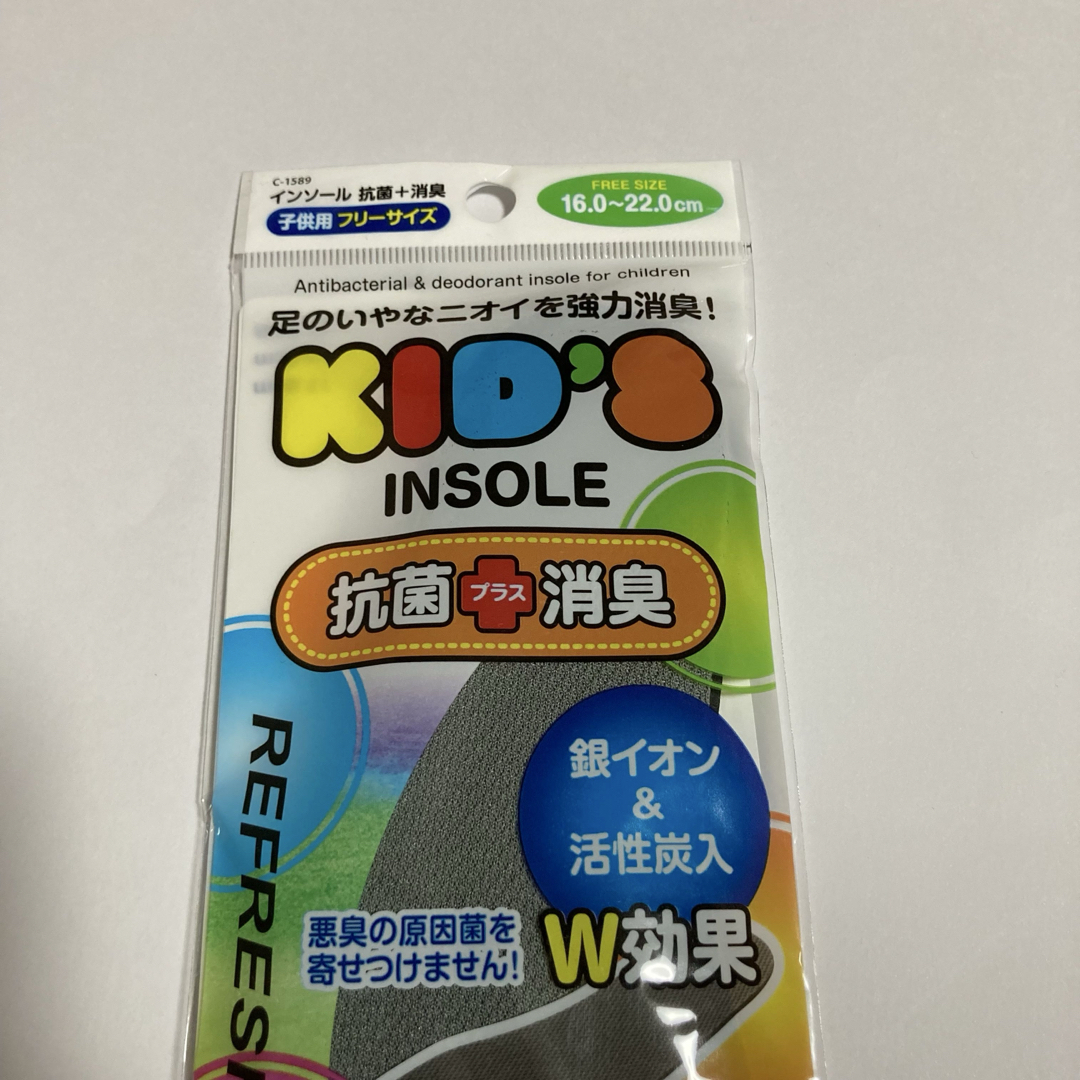 C-1589
インソール 抗菌＋消臭
子供用 フリーサイズ
FREE SIZE
16.0～22.0cm
Antibacterial & deodorant insole for children
足のいやなニオイを強力消臭！
KID'S
INSOLE
抗菌 プラス 消臭
銀イオン
&
活性炭入
W効果
悪臭の原因菌を
寄せつけません！